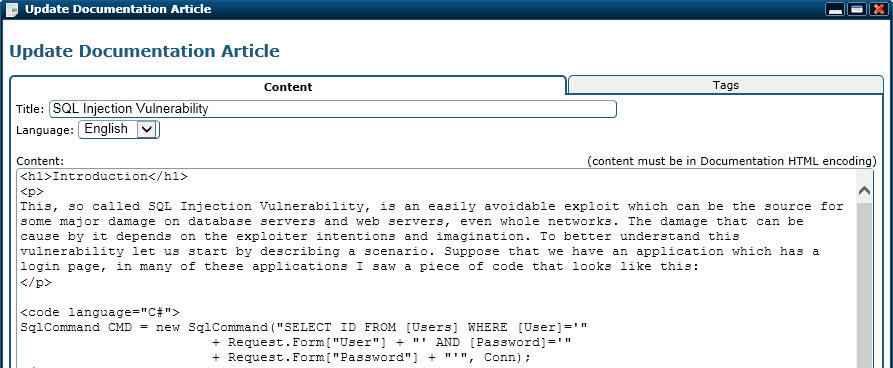 Update Documentation Article
Update Documentation Article
Content
Tags
Title: SQL Injection Vulnerability
Language: English
Content: (content must be in Documentation HTML encoding)
<h1>Introduction</h1>
<p>
This, so called SQL Injection Vulnerability, is an easily avoidable exploit which can be the source for
some major damage on database servers and web servers, even whole networks. The damage that can be
cause by it depends on the exploiter intentions and imagination. To better understand this
vulnerability let us start by describing a scenario. Suppose that we have an application which has a
login page, in many of these applications I saw a piece of code that looks like this:
</p>
<code language="C#">
SqlCommand CMD = new SqlCommand("SELECT ID FROM [Users] WHERE [User]='"
+ Request.Form["User"] + "' AND [Password]='"
+ Request.Form["Password"] + "'", Conn);